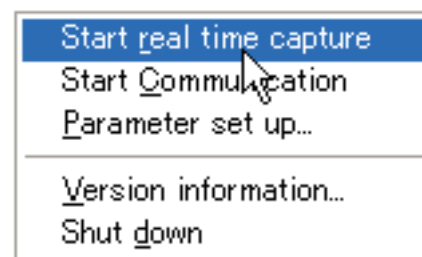 Start real time capture
Start Communication
Parameter set up...
Version information...
Shut down